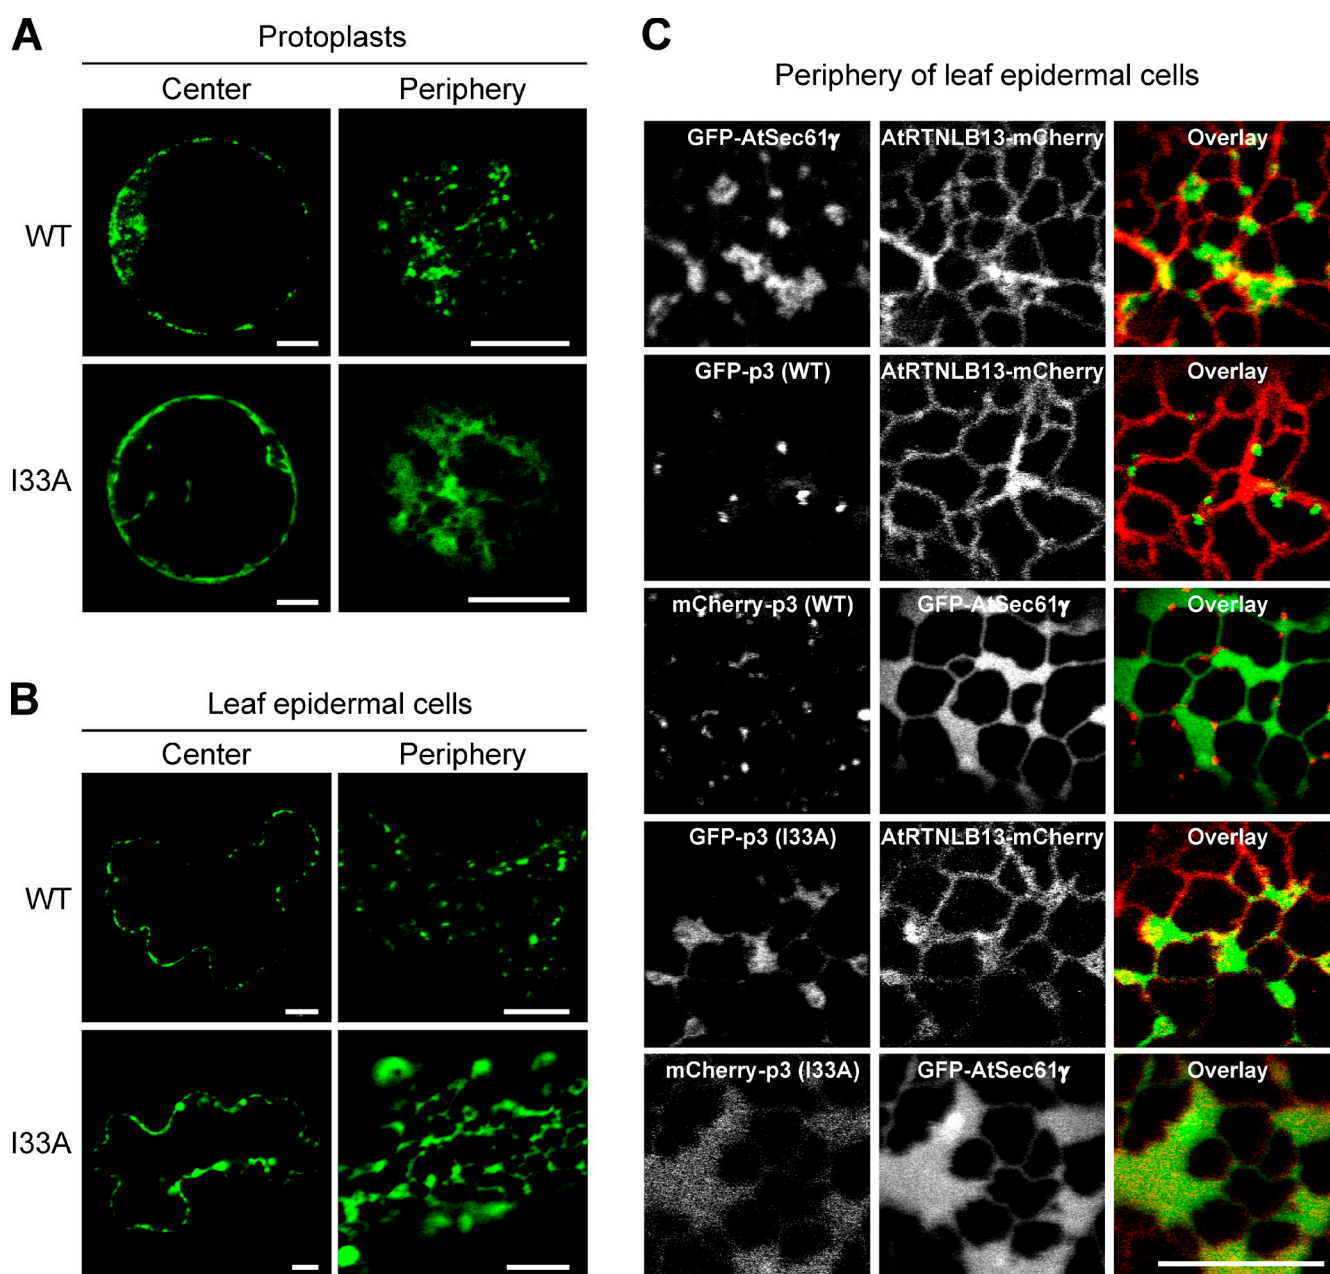 A
Protoplasts
Center
Periphery
WT
I33A
B
Leaf epidermal cells
Center
Periphery
WT
I33A
C
Periphery of leaf epidermal cells
GFP-AtSec61γ
AtRTNLB13-mCherry
Overlay
GFP-p3 (WT)
AtRTNLB13-mCherry
Overlay
mCherry-p3 (WT)
GFP-AtSec61γ
Overlay
GFP-p3 (I33A)
AtRTNLB13-mCherry
Overlay
mCherry-p3 (I33A)
GFP-AtSec61γ
Overlay